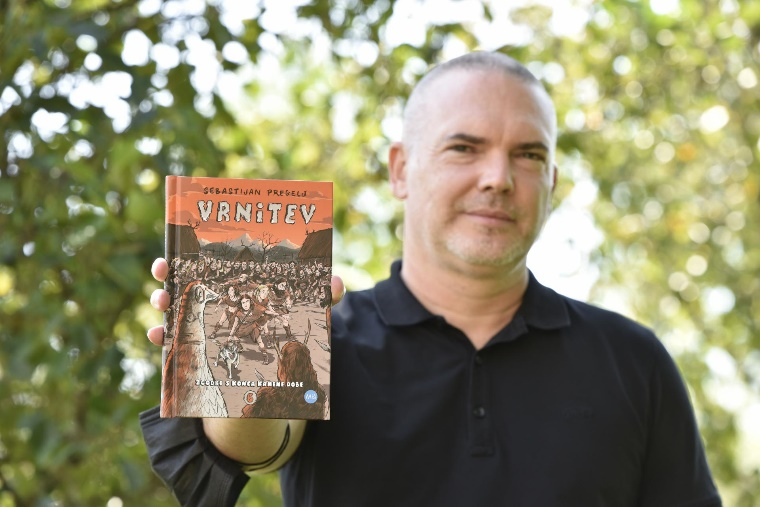 SEBASTIJAN PREGELJ
VRNiTEV
ZGODBE S KONCA KAMENE DOBE